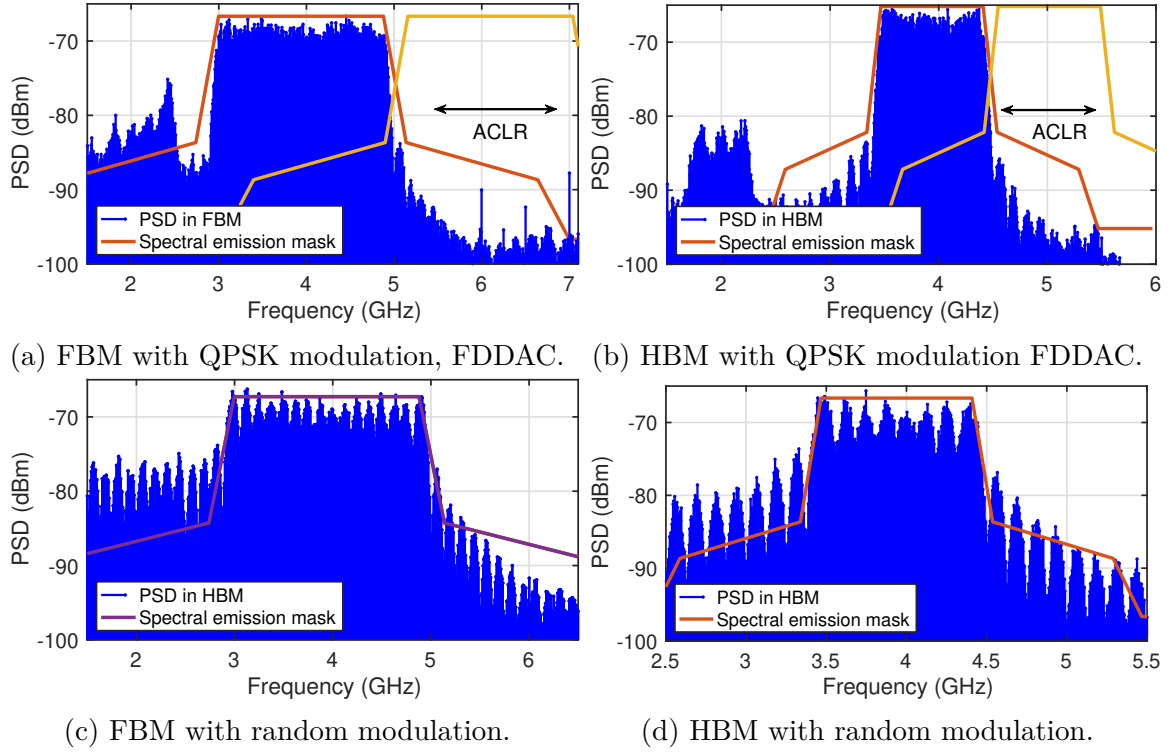 -70
-80
-90
-100
PSD (dBm)
ACLR
PSD in FBM
Spectral emission mask
2
3
4
5
6
7
Frequency (GHz)
(a) FBM with QPSK modulation, FDDAC.
-70
-80
-90
-100
PSD (dBm)
ACLR
PSD in HBM
Spectral emission mask
2
3
4
5
6
Frequency (GHz)
(b) HBM with QPSK modulation FDDAC.
-70
-80
-90
-100
PSD (dBm)
PSD in HBM
Spectral emission mask
2
3
4
5
6
Frequency (GHz)
(c) FBM with random modulation.
-70
-80
-90
-100
PSD (dBm)
PSD in HBM
Spectral emission mask
2.5
3
3.5
4
4.5
5
5.5
Frequency (GHz)
(d) HBM with random modulation.